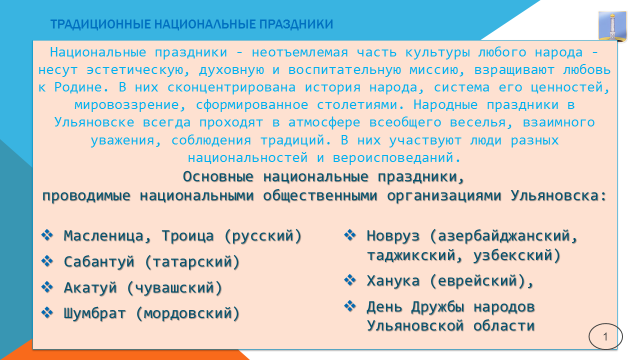 ТРАДИЦИОННЫЕ НАЦИОНАЛЬНЫЕ ПРАЗДНИКИ
Национальные праздники - неотъемлемая часть культуры любого народа -
несут эстетическую, духовную и воспитательную миссию, взращивают любовь
к Родине. В них сконцентрирована история народа, система его ценностей,
мировоззрение, сформированное столетиями. Народные праздники в
Ульяновске всегда проходят в атмосфере всеобщего веселья, взаимного
уважения, соблюдения традиций. В них участвуют люди разных
национальностей и вероисповеданий.
Основные национальные праздники,
проводимые национальными общественными организациями Ульяновска:
❖ Масленица, Троица (русский)
❖ Сабантуй (татарский)
❖ Акатуй (чувашский)
❖ Шумбрат (мордовский)
❖ Новруз (азербайджанский,
таджикский, узбекский)
❖ Ханука (еврейский),
❖ День Дружбы народов
Ульяновской области
1